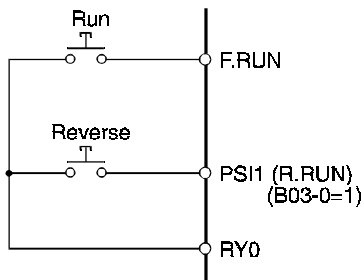 Run
F.RUN
Reverse
PSI1 (R.RUN)
(B03-0=1)
RY0